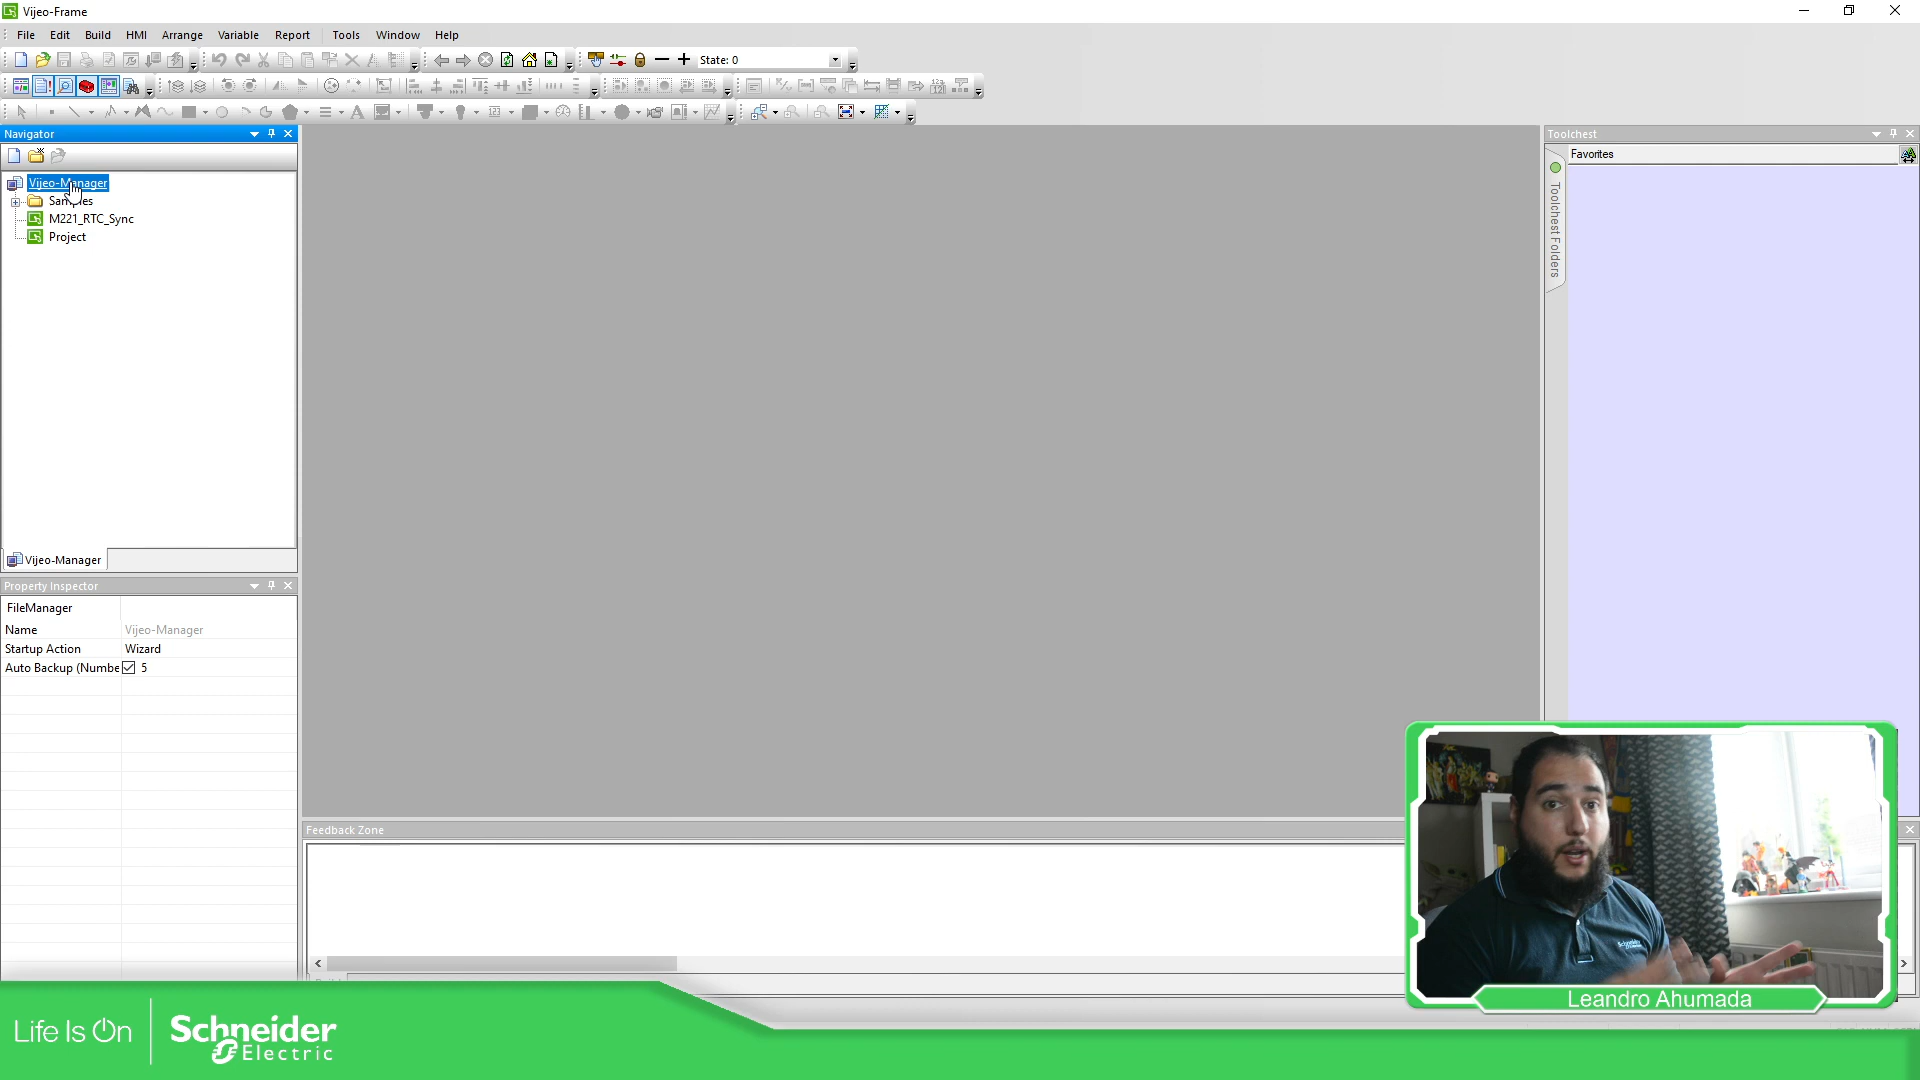 Vijeo-Frame
File Edit Build HMI Arrange Variable Report Tools Window Help
State: 0
Navigator
Vijeo-Manager
Samples
M221_RTC_Sync
Project
Vijeo-Manager
Property Inspector
FileManager
Name Vijeo-Manager
Startup Action Wizard
Auto Backup (Numbe 5
Toolchest
Favorites
Toolchest Folders
Feedback Zone
Leandro Ahumada
Life Is On
Schneider
Electric